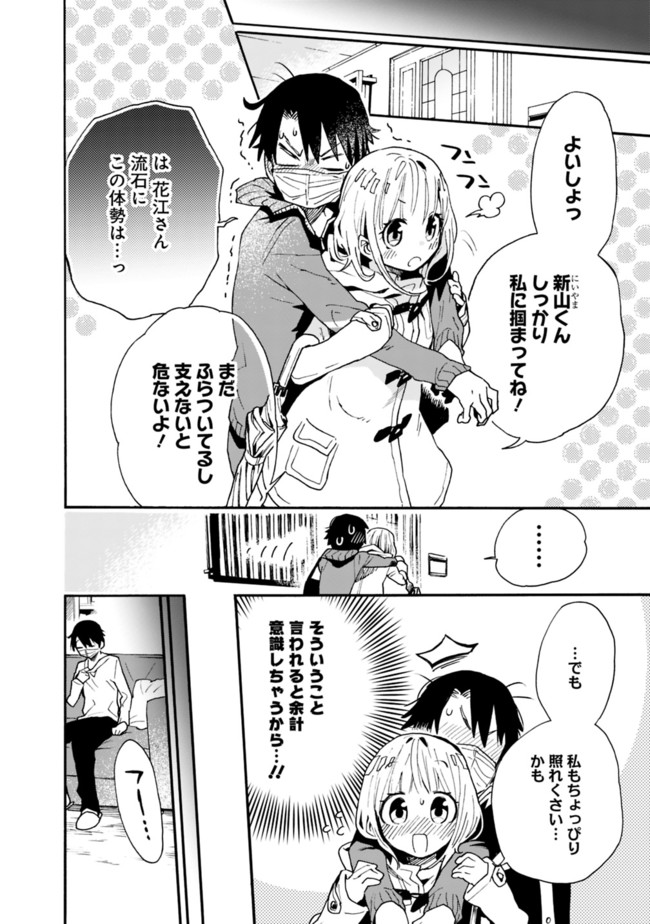 よいしょっ
新山くん
にいやま
しっかり
私に掴まってね!
フンフン
は 花江さん
流石に
この体勢は…っ
まだ
ふらついてるし
支えないと
危ないよ!
……
…でも
私もちょっぴり
照れくさい…
かも
そういうこと
言われると余計
意識しちゃうから…!!